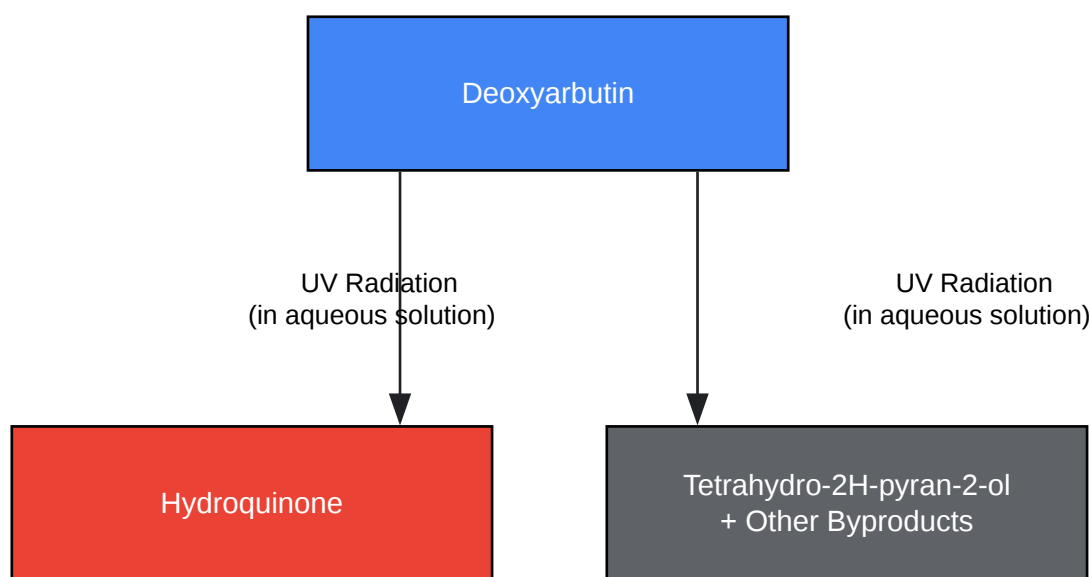 Deoxyarbutin
UV Radiation
(in aqueous solution)
UV Radiation
(in aqueous solution)
Hydroquinone
Tetrahydro-2H-pyran-2-ol
+ Other Byproducts